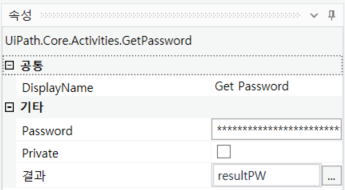 속성
UiPath.Core.Activities.GetPassword
공통
DisplayName Get Password
기타
Password *************************
Private
결과 resultPW ...